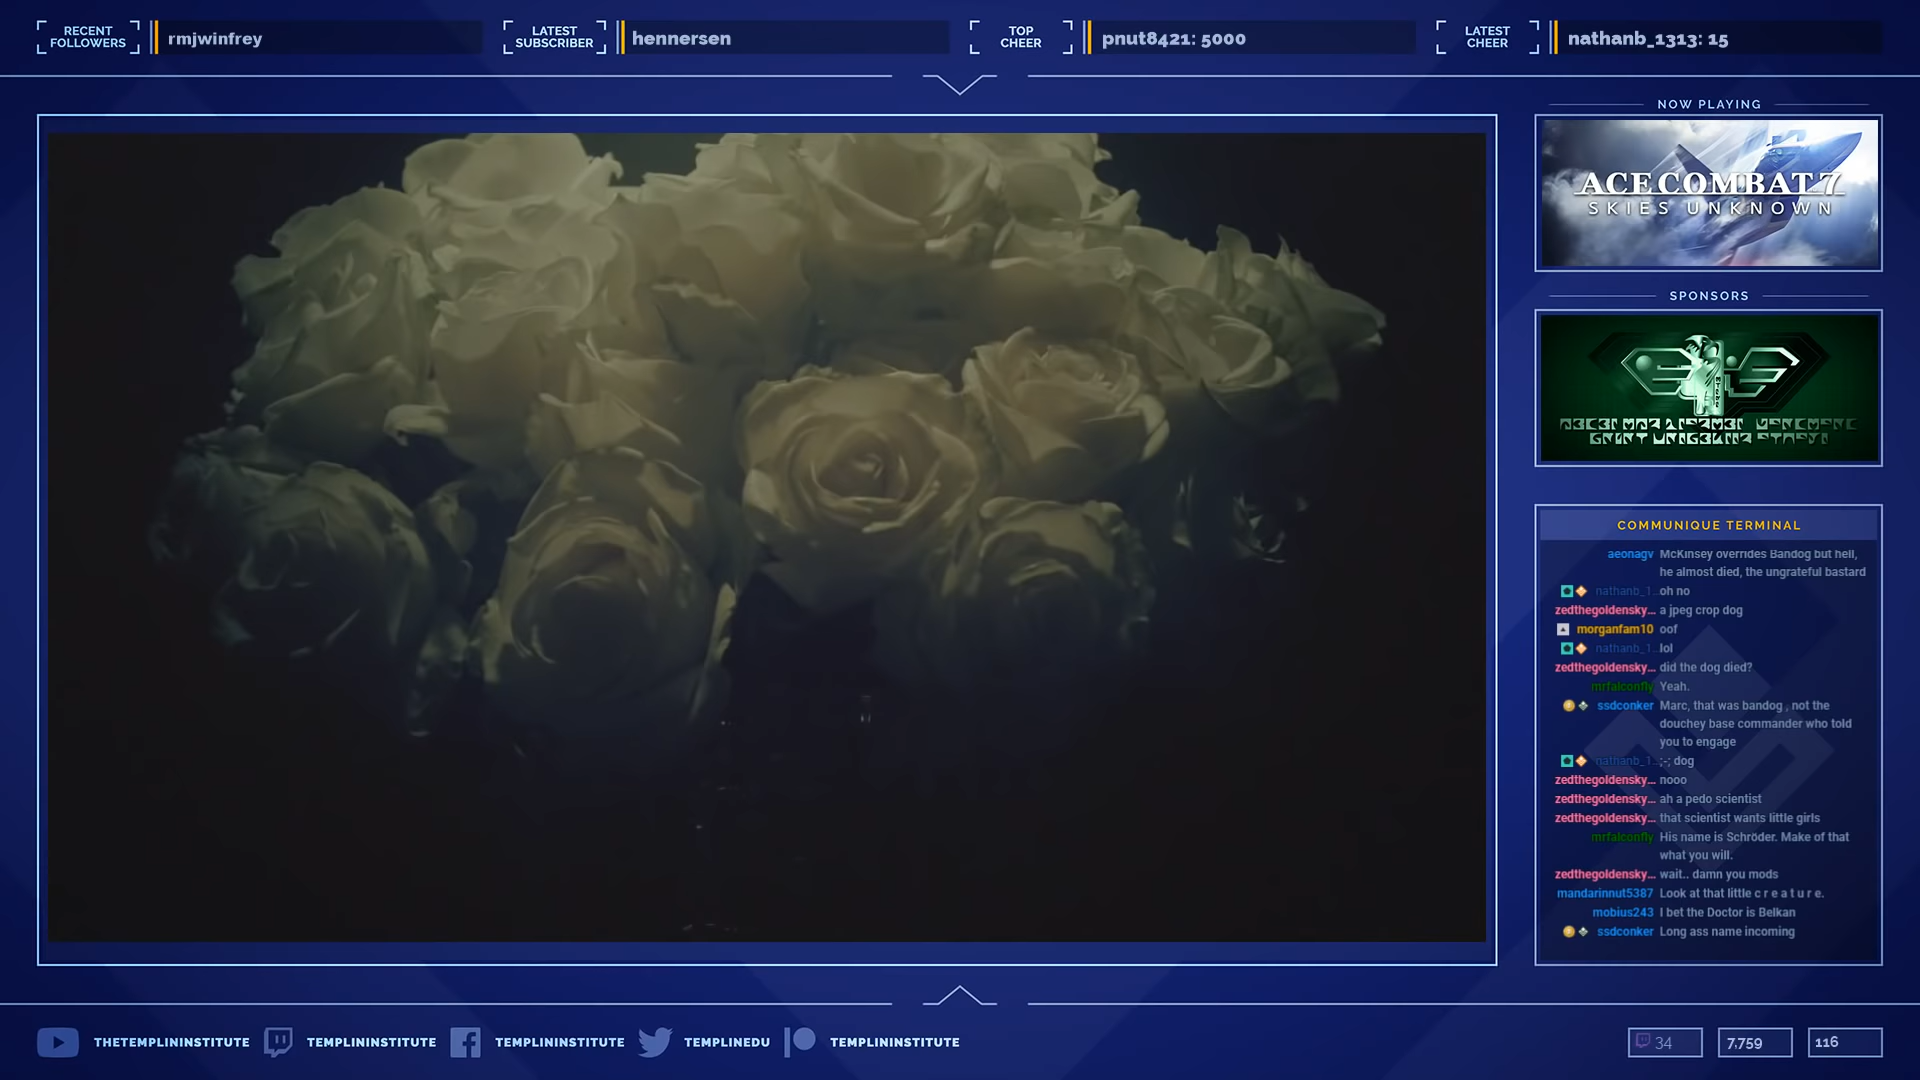 RECENT
FOLLOWERS
rmjwinfrey
LATEST
SUBSCRIBER
hennersen
TOP
CHEER
pnut8421: 5000
LATEST
CHEER
nathanb_1313: 15
NOW PLAYING
ACE COMBAT 7
SKIES UNKNOWN
SPONSORS
COMMUNIQUE TERMINAL
aeonagv McKinsey overrides Bandog but hell,
he almost died, the ungrateful bastard
nathanb_1... oh no
zedthegoldensky... a jpeg crop dog
morganfam10 oof
nathanb_1... lol
zedthegoldensky... did the dog died?
mrfalconfly Yeah.
ssdconker Marc, that was bandog , not the
douchey base commander who told
you to engage
nathanb_1... ;-; dog
zedthegoldensky... nooo
zedthegoldensky... ah a pedo scientist
zedthegoldensky... that scientist wants little girls
mrfalconfly His name is Schröder. Make of that
what you will.
zedthegoldensky... wait.. damn you mods
mandarinnut5387 Look at that little c r e a t u r e.
mobius243 I bet the Doctor is Belkan
ssdconker Long ass name incoming
THETEMPLININSTITUTE
TEMPLININSTITUTE
TEMPLININSTITUTE
TEMPLINEDU
TEMPLININSTITUTE
34
7,759
116